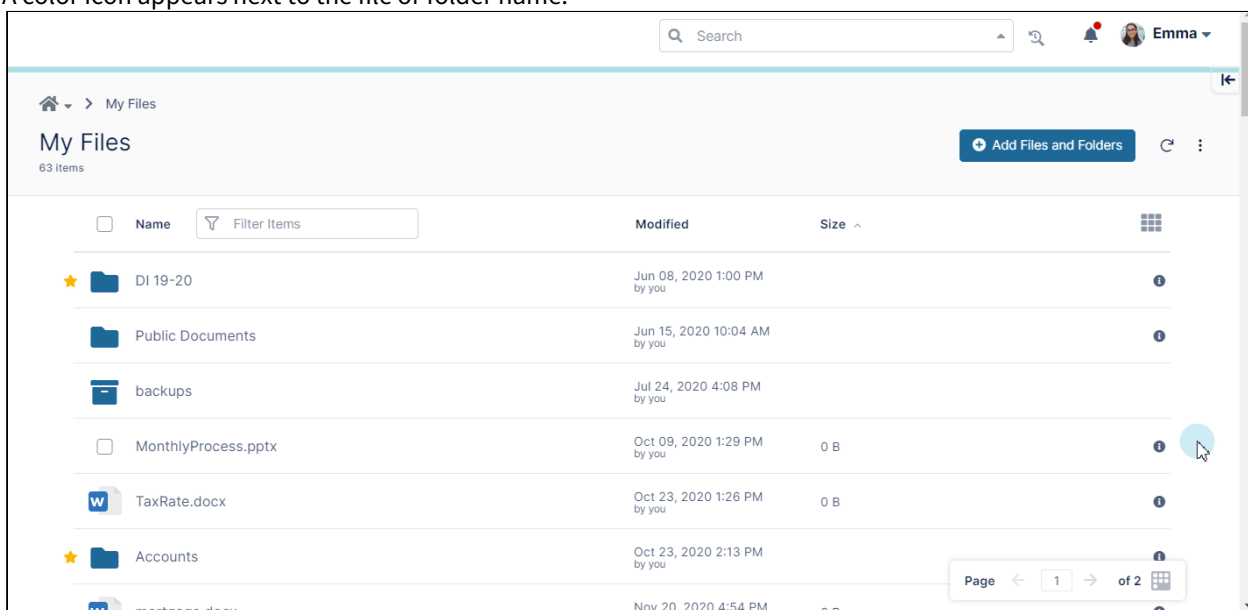 A color icon appears next to the file or folder name.
Search
Emma
My Files
My Files
63 items
Add Files and Folders
Name
Filter Items
Modified
Size
DI 19-20
Jun 08, 2020 1:00 PM
by you
Public Documents
Jun 15, 2020 10:04 AM
by you
backups
Jul 24, 2020 4:08 PM
by you
MonthlyProcess.pptx
Oct 09, 2020 1:29 PM
by you
0 B
W
TaxRate.docx
Oct 23, 2020 1:26 PM
by you
0 B
Accounts
Oct 23, 2020 2:13 PM
by you
Page 1 of 2
mortgage.docx
Nov 20, 2020 4:54 PM
0 B